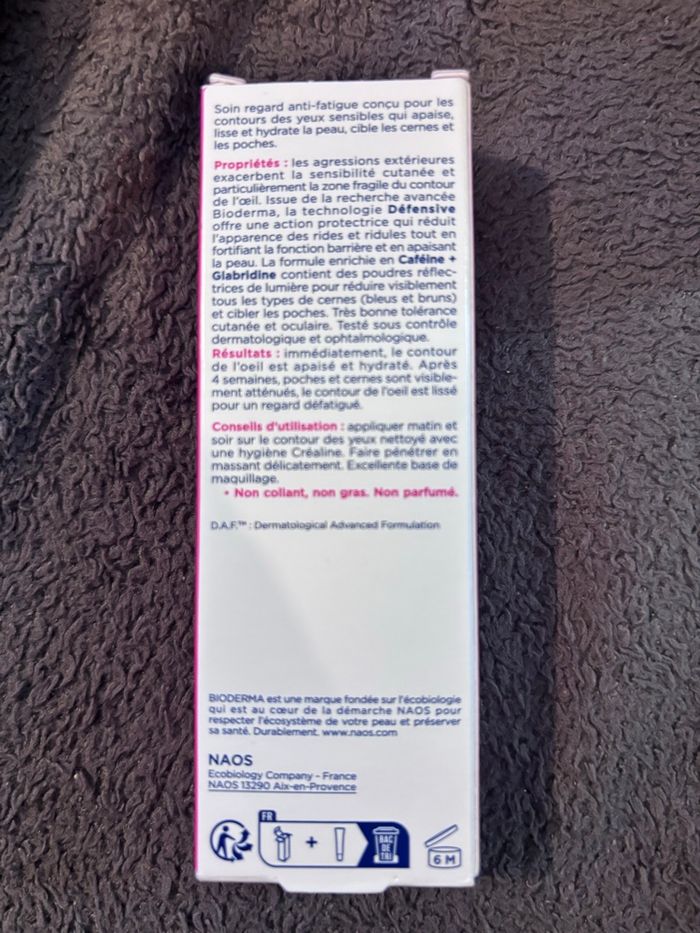 Soin regard anti-fatigue conçu pour les
contours des yeux sensibles qui apaise,
lisse et hydrate la peau, cible les cernes et
les poches.
Propriétés : les agressions extérieures
exacerbent la sensibilité cutanée et
particulièrement la zone fragile du contour
de l'œil. Issue de la recherche avancée
Bioderma, la technologie Défensive
offre une action protectrice qui réduit
l'apparence des rides et ridules tout en
fortifiant la fonction barrière et en apaisant
la peau. La formule enrichie en Caféine +
Glabridine contient des poudres réflec-
trices de lumière pour réduire visiblement
tous les types de cernes (bleus et bruns)
et cibler les poches. Très bonne tolérance
cutanée et oculaire. Testé sous contrôle
dermatologique et ophtalmologique.
Résultats : immédiatement, le contour
de l'oeil est apaisé et hydraté. Après
4 semaines, poches et cernes sont visible-
ment atténués, le contour de l'oeil est lissé
pour un regard défatigué.
Conseils d'utilisation : appliquer matin et
soir sur le contour des yeux nettoyé avec
une hygiène Créaline. Faire pénétrer en
massant délicatement. Excellente base de
maquillage.
• Non collant, non gras. Non parfumé.
D.A.F.™ : Dermatological Advanced Formulation
BIODERMA est une marque fondée sur l'écobiologie
qui est au cœur de la démarche NAOS pour
respecter l'écosystème de votre peau et préserver
sa santé. Durablement. www.naos.com
NAOS
Ecobiology Company - France
NAOS 13290 Aix-en-Provence
FR
+
BAC
DE
TRI
6 M